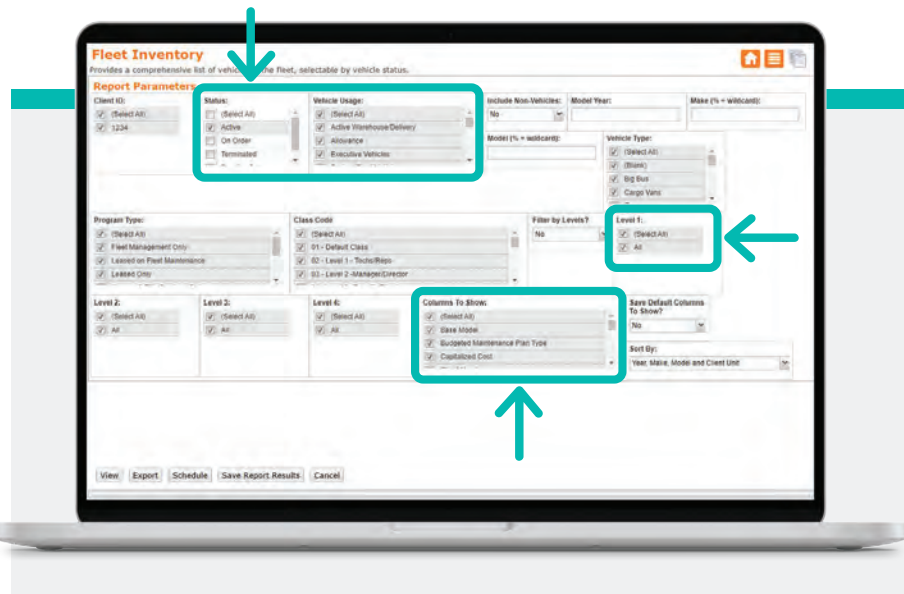 Fleet Inventory
Provides a comprehensive list of vehicles the fleet, selectable by vehicle status.
Report Parameters
Client ID:
(Select All)
1234
Status:
(Select All)
Active
On Order
Terminated
Vehicle Usage:
(Select All)
Active Warehouse/Delivery
Allowance
Executive Vehicles
Include Non-Vehicles:
No
Model Year:
Make (% = wildcard):
Model (% = wildcard):
Vehicle Type:
(Select All)
(Blank)
Big Bus
Cargo Vans
Program Type:
(Select All)
Fleet Management Only
Leased on Fleet Maintenance
Leased Only
Class Code
(Select All)
01 - Default Class
02 - Level 1 - Techs/Reps
03 - Level 2 -Manager/Director
Filter by Levels?
No
Level 1:
(Select All)
All
Level 2:
(Select All)
All
Level 3:
(Select All)
All
Level 4:
(Select All)
All
Columns To Show:
(Select All)
Base Model
Budgeted Maintenance Plan Type
Capitalized Cost
Save Default Columns
To Show?
No
Sort By:
Year, Make, Model and Client Unit
View Export Schedule Save Report Results Cancel